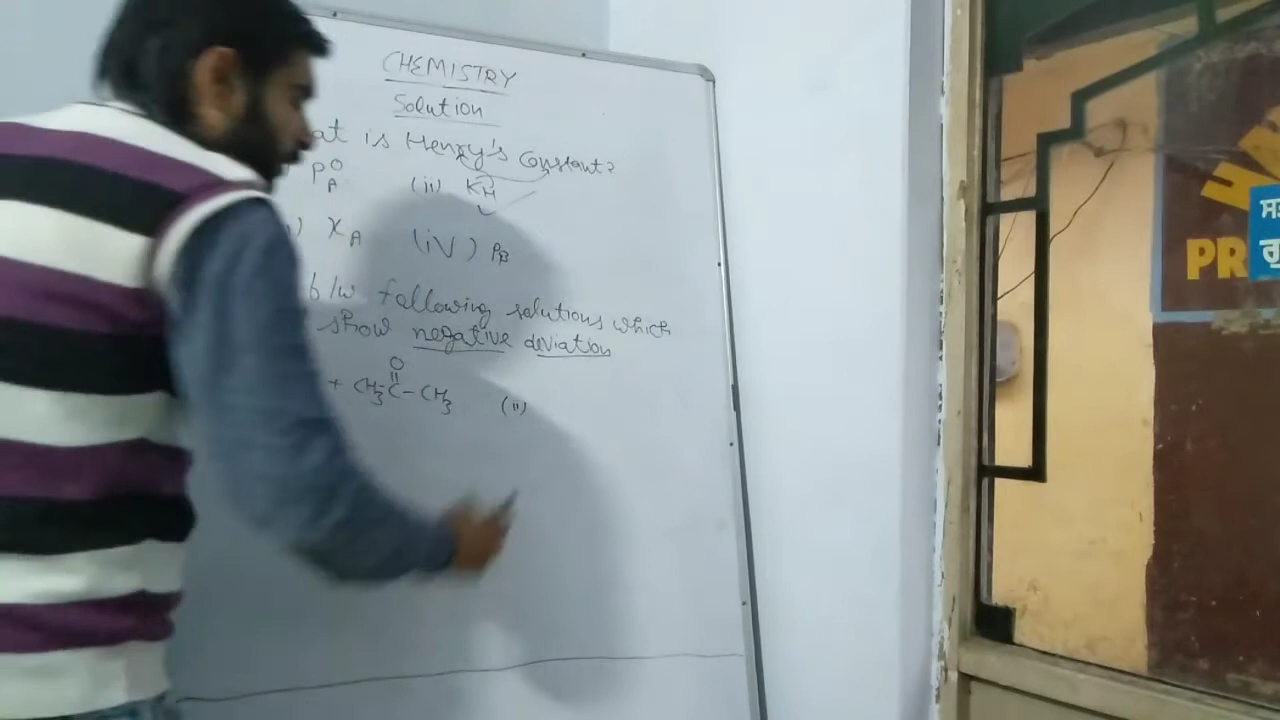 CHEMISTRY
Solution
at is Henry's Constant?
P°A (ii) KH
) XA (iv) PB
b/w following solutions which
show negative deviation
+ CH3-C-CH3 (ii)
O
PR